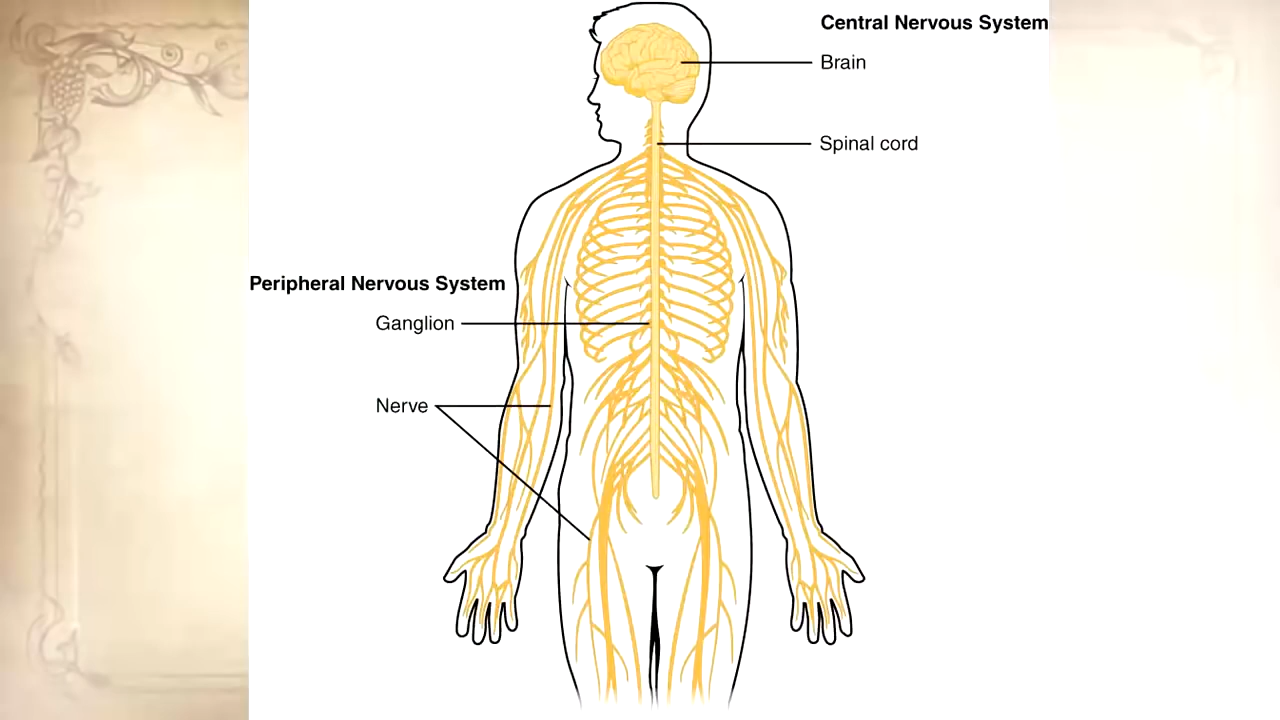 Central Nervous System
Brain
Spinal cord
Peripheral Nervous System
Ganglion
Nerve